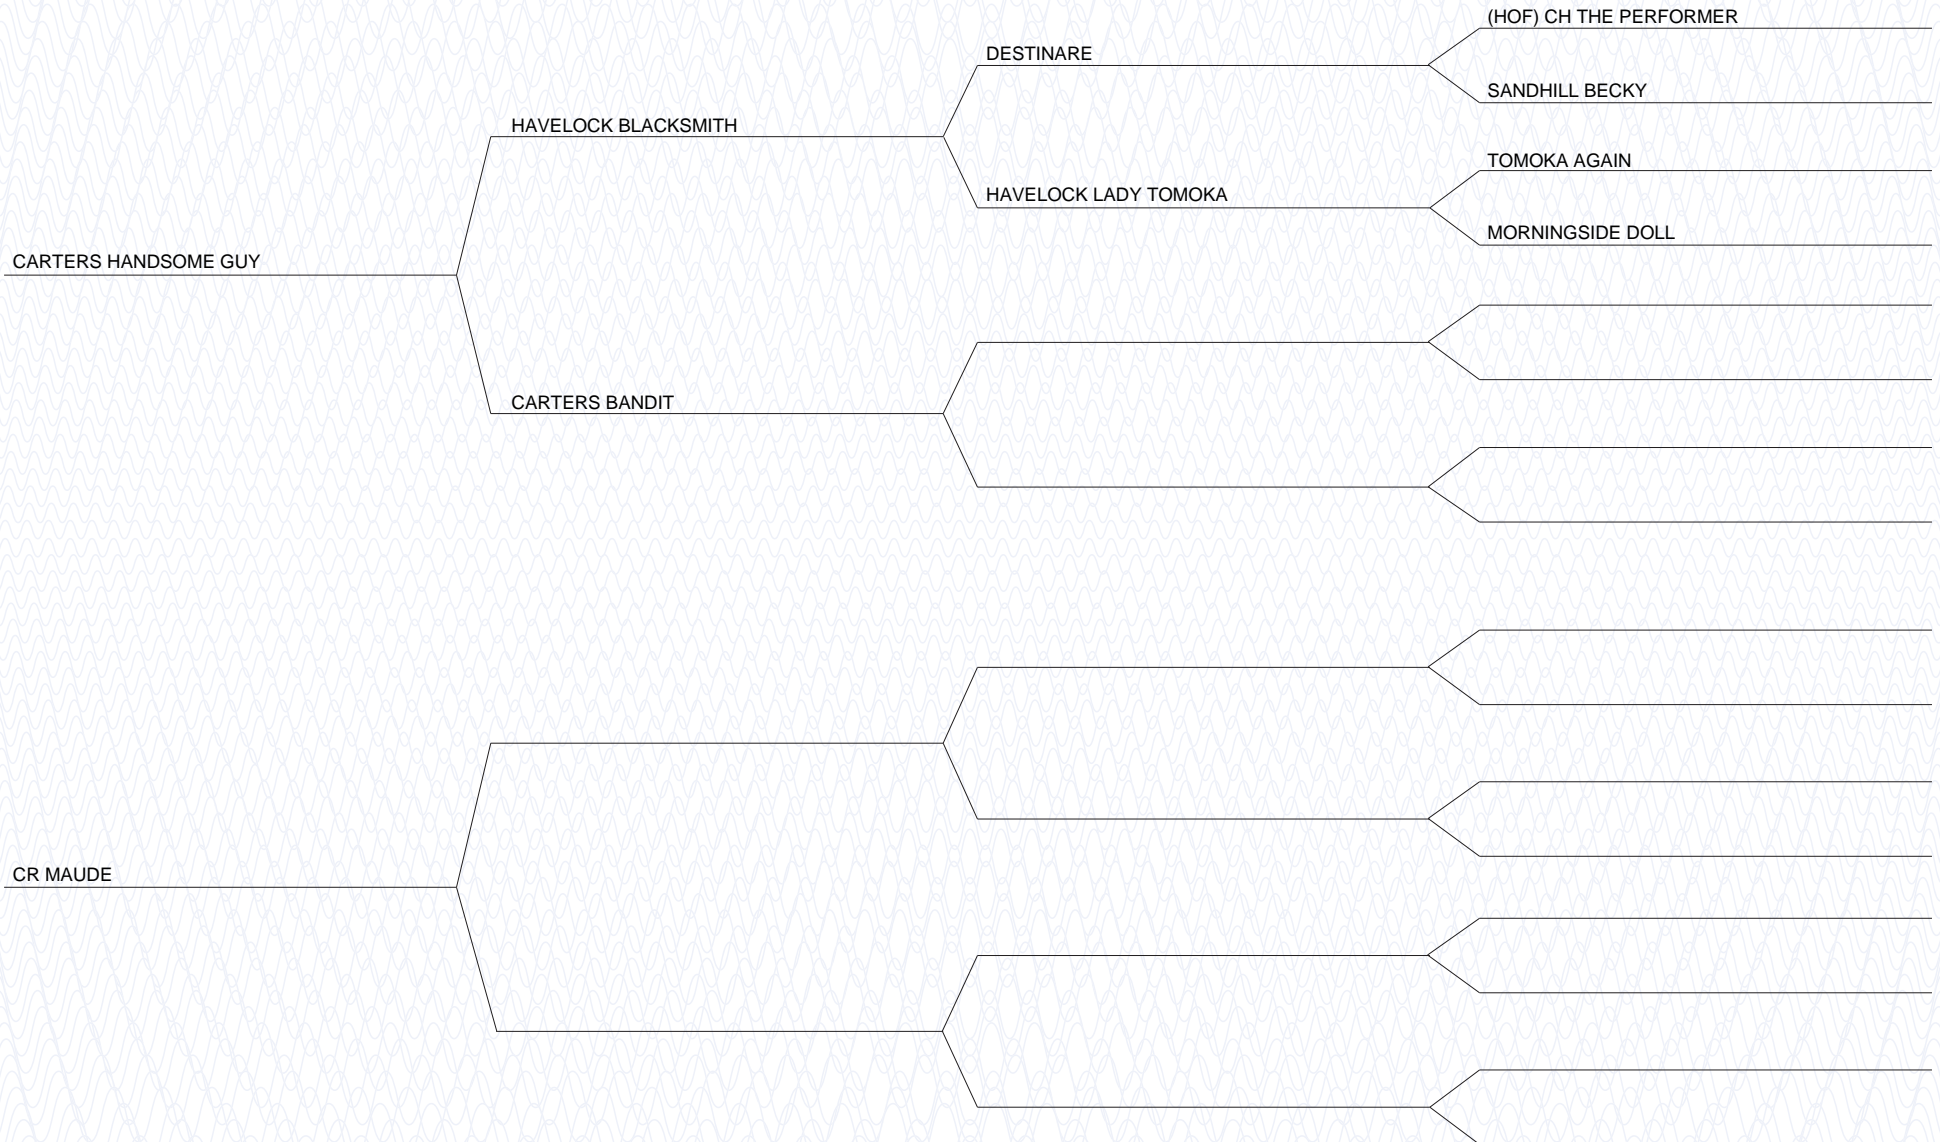 (HOF) CH THE PERFORMER
DESTINARE
SANDHILL BECKY
HAVELOCK BLACKSMITH
TOMOKA AGAIN
HAVELOCK LADY TOMOKA
MORNINGSIDE DOLL
CARTERS HANDSOME GUY
CARTERS BANDIT
CR MAUDE